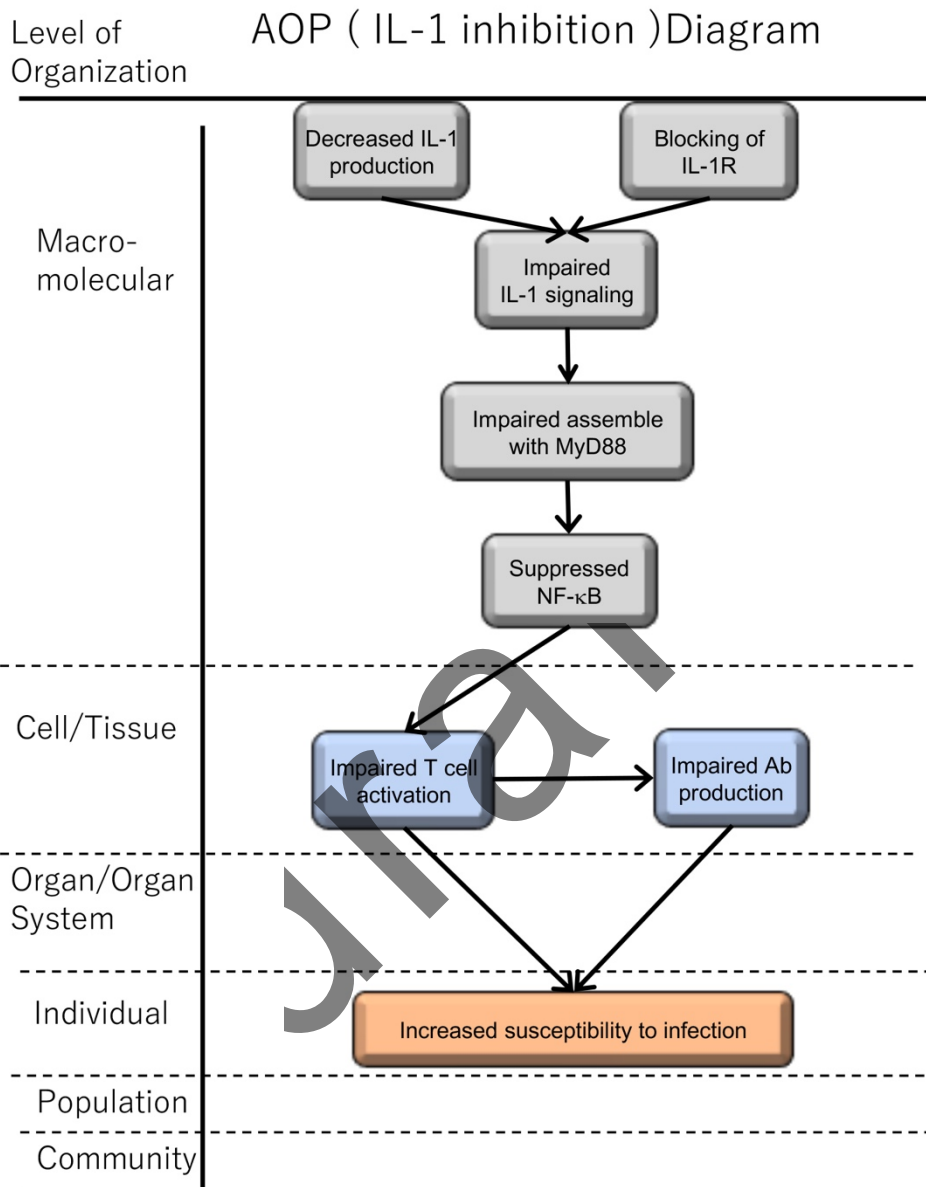 Level of
Organization
AOP ( IL-1 inhibition )Diagram
Decreased IL-1
production
Blocking of
IL-1R
Macro-
molecular
Impaired
IL-1 signaling
Impaired assemble
with MyD88
Suppressed
NF-κB
Cell/Tissue
Impaired T cell
activation
Impaired Ab
production
Organ/Organ
System
Individual
Increased susceptibility to infection
Population
Community